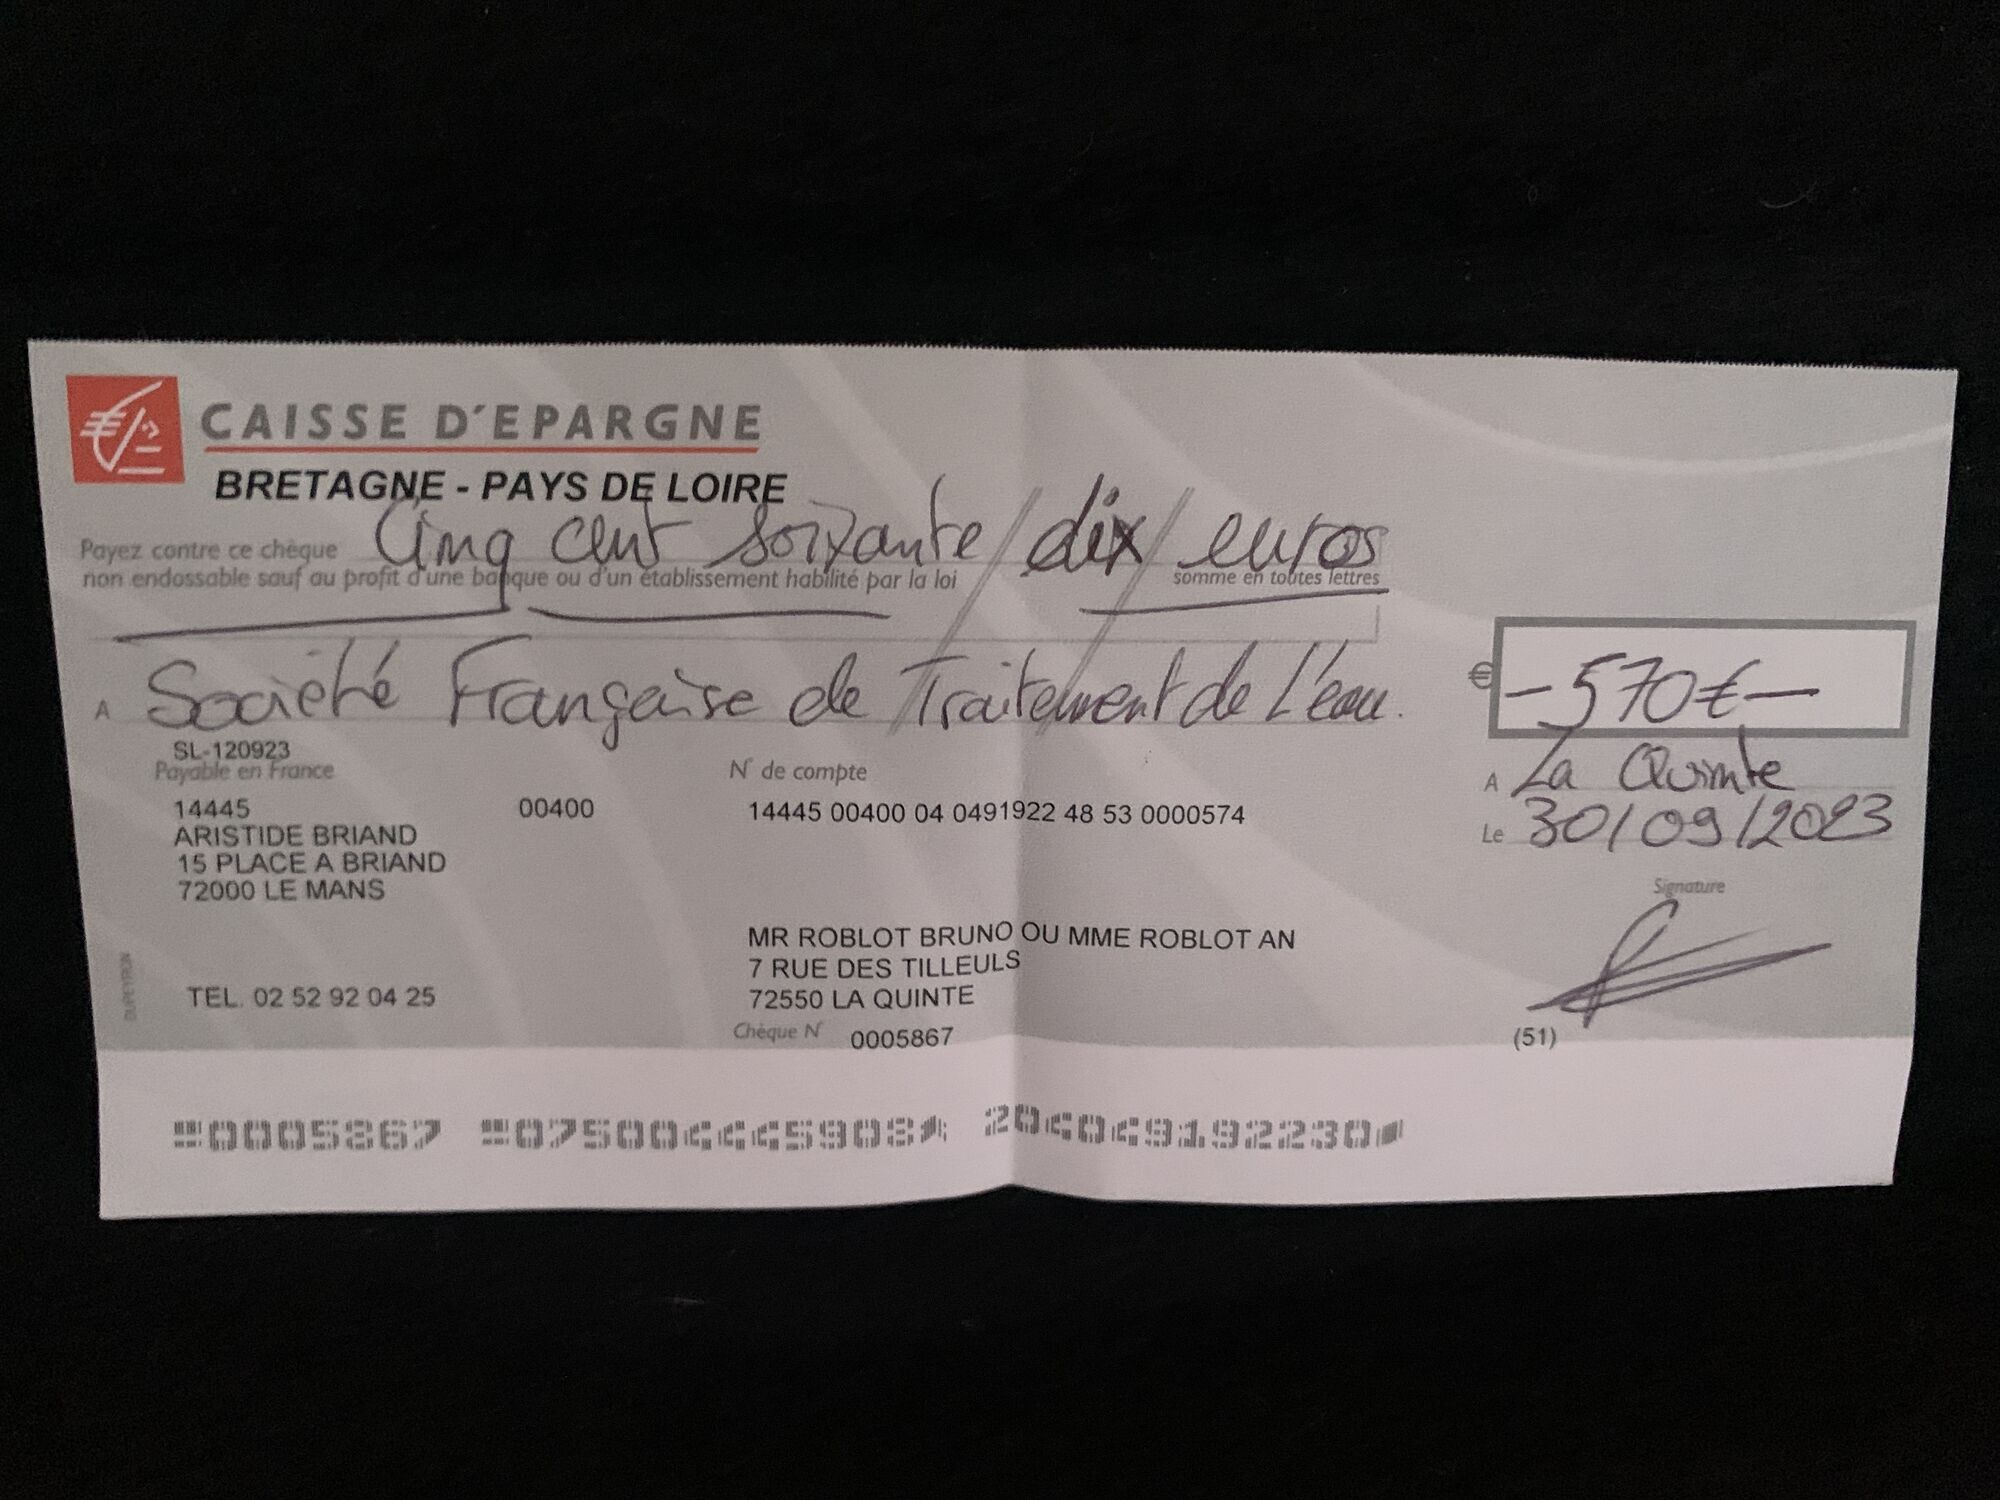 CAISSE D'EPARGNE
BRETAGNE - PAYS DE LOIRE
Payez contre ce chèque Cinq cent soixante dix euros
non endossable sauf au profit d'une banque ou d'un établissement habilité par la loi somme en toutes lettres
A Société Française de Traitement de L'eau.
€ -570€-
SL-120923
Payable en France
N° de compte
A La Quinte
14445 00400 14445 00400 04 0491922 48 53 0000574
Le 30/09/2023
ARISTIDE BRIAND
15 PLACE A BRIAND
72000 LE MANS
Signature
MR ROBLOT BRUNO OU MME ROBLOT AN
7 RUE DES TILLEULS
TEL. 02 52 92 04 25 72550 LA QUINTE
Chèque N° 0005867
(51)
DUPEYRON
0005867 075004445908 204049192230